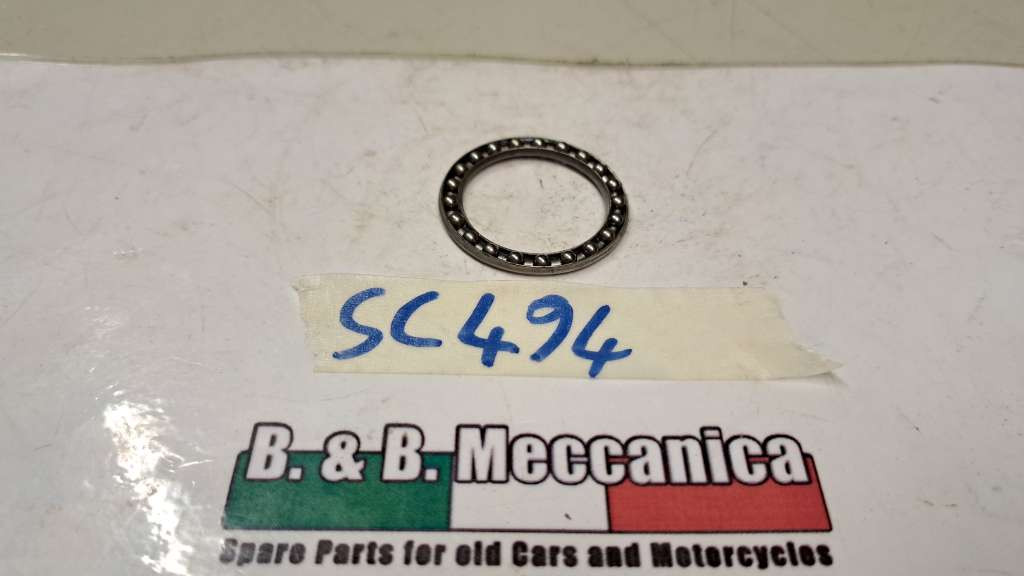 SC494
B. & B. Meccanica
Spare Parts for old Cars and Motorcycles